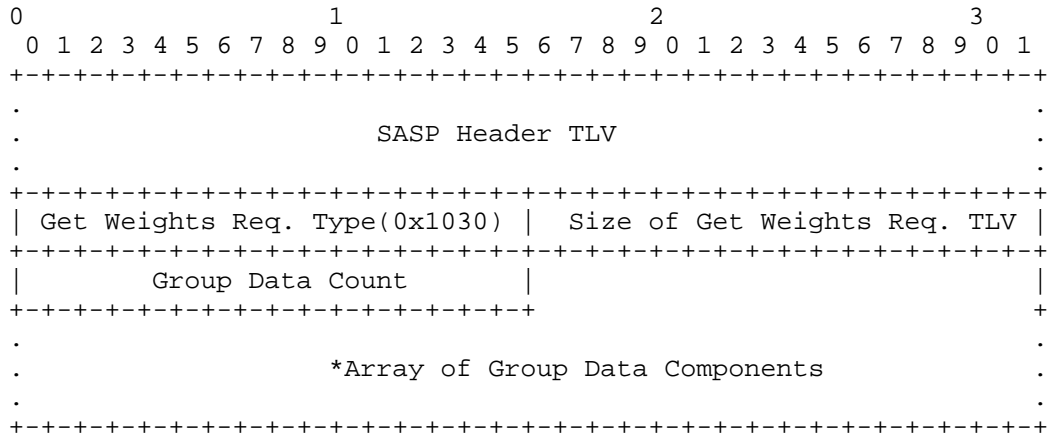 0                   1                   2                   3
 0 1 2 3 4 5 6 7 8 9 0 1 2 3 4 5 6 7 8 9 0 1 2 3 4 5 6 7 8 9 0 1
+-+-+-+-+-+-+-+-+-+-+-+-+-+-+-+-+-+-+-+-+-+-+-+-+-+-+-+-+-+-+-+-+
.                                                               .
.                      SASP Header TLV                          .
.                                                               .
+-+-+-+-+-+-+-+-+-+-+-+-+-+-+-+-+-+-+-+-+-+-+-+-+-+-+-+-+-+-+-+-+
| Get Weights Req. Type(0x1030) |  Size of Get Weights Req. TLV |
+-+-+-+-+-+-+-+-+-+-+-+-+-+-+-+-+-+-+-+-+-+-+-+-+-+-+-+-+-+-+-+-+
|        Group Data Count       |                               |
+-+-+-+-+-+-+-+-+-+-+-+-+-+-+-+-+                               +
.                                                               .
.                   *Array of Group Data Components             .
.                                                               .
+-+-+-+-+-+-+-+-+-+-+-+-+-+-+-+-+-+-+-+-+-+-+-+-+-+-+-+-+-+-+-+-+